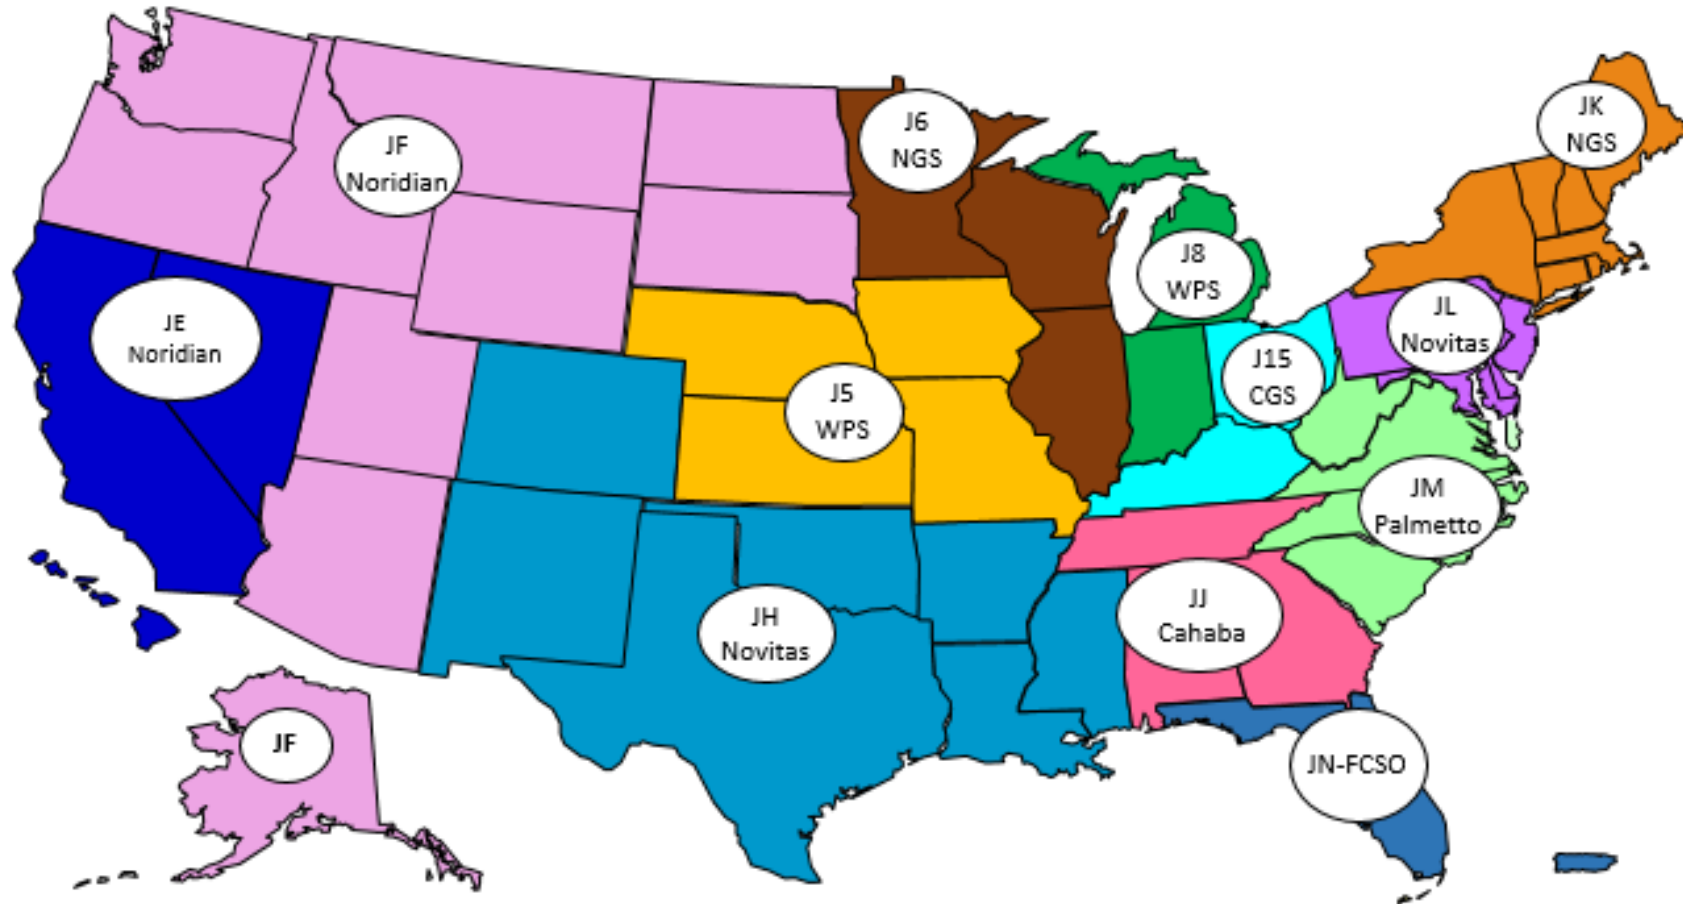 JF
Noridian
J6
NGS
JK
NGS
J8
WPS
JE
Noridian
JL
Novitas
J15
CGS
J5
WPS
JM
Palmetto
JH
Novitas
JJ
Cahaba
JF
JN-FCSO